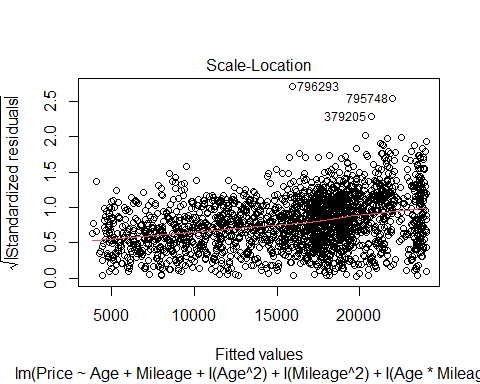 Scale-Location
√|Standardized residuals|
0.0 0.5 1.0 1.5 2.0 2.5
796293
795748
379205
5000 10000 15000 20000
Fitted values
lm(Price ~ Age + Mileage + I(Age^2) + I(Mileage^2) + I(Age * Mileag